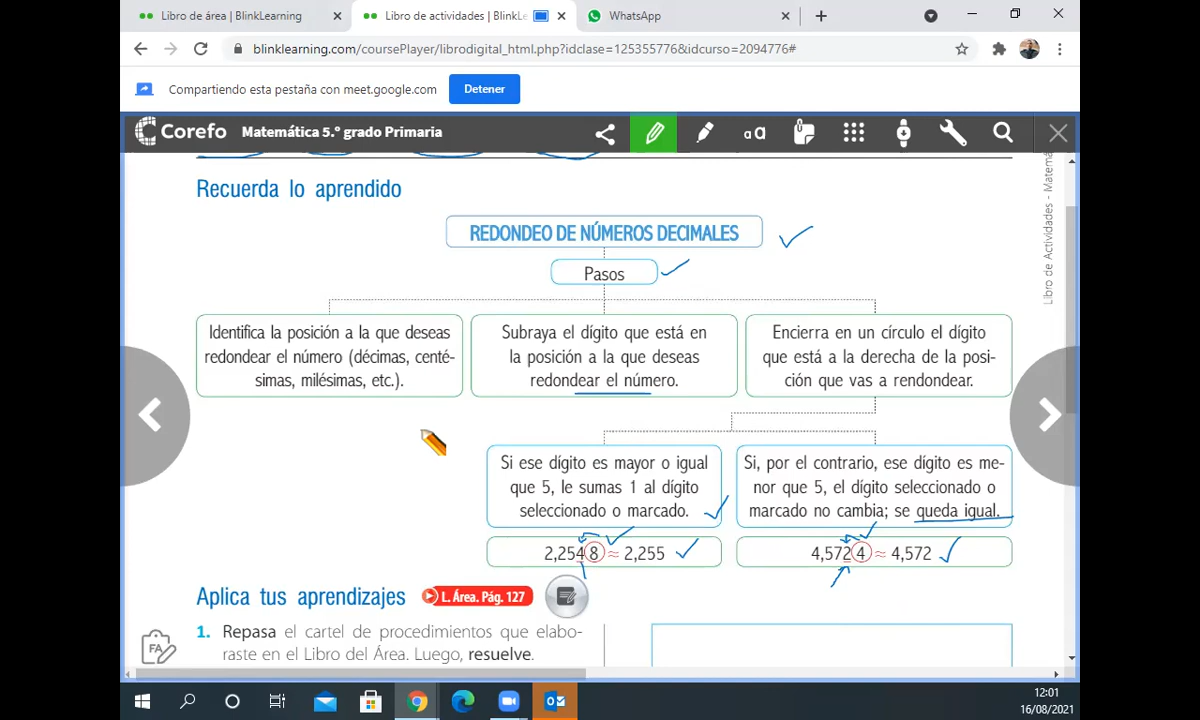 Libro de área | BlinkLearning
Libro de actividades | BlinkLe
WhatsApp
blinklearning.com/coursePlayer/librodigital_html.php?idclase=125355776&idcurso=2094776#
Compartiendo esta pestaña con meet.google.com
Detener
Corefo
Matemática 5.º grado Primaria
aa
Recuerda lo aprendido
REDONDEO DE NÚMEROS DECIMALES
Pasos
Identifica la posición a la que deseas
redondear el número (décimas, centé-
simas, milésimas, etc.).
Subraya el dígito que está en
la posición a la que deseas
redondear el número.
Encierra en un círculo el dígito
que está a la derecha de la posi-
ción que vas a rendondear.
Si ese dígito es mayor o igual
que 5, le sumas 1 al dígito
seleccionado o marcado.
Si, por el contrario, ese dígito es me-
nor que 5, el dígito seleccionado o
marcado no cambia; se queda igual.
2,2548 ≈ 2,255
4,5724 ≈ 4,572
Aplica tus aprendizajes
L. Área. Pág. 127
FA
1. Repasa el cartel de procedimientos que elabo-
raste en el Libro del Área. Luego, resuelve.
Libro de Actividades - Matemá
12:01
16/08/2021